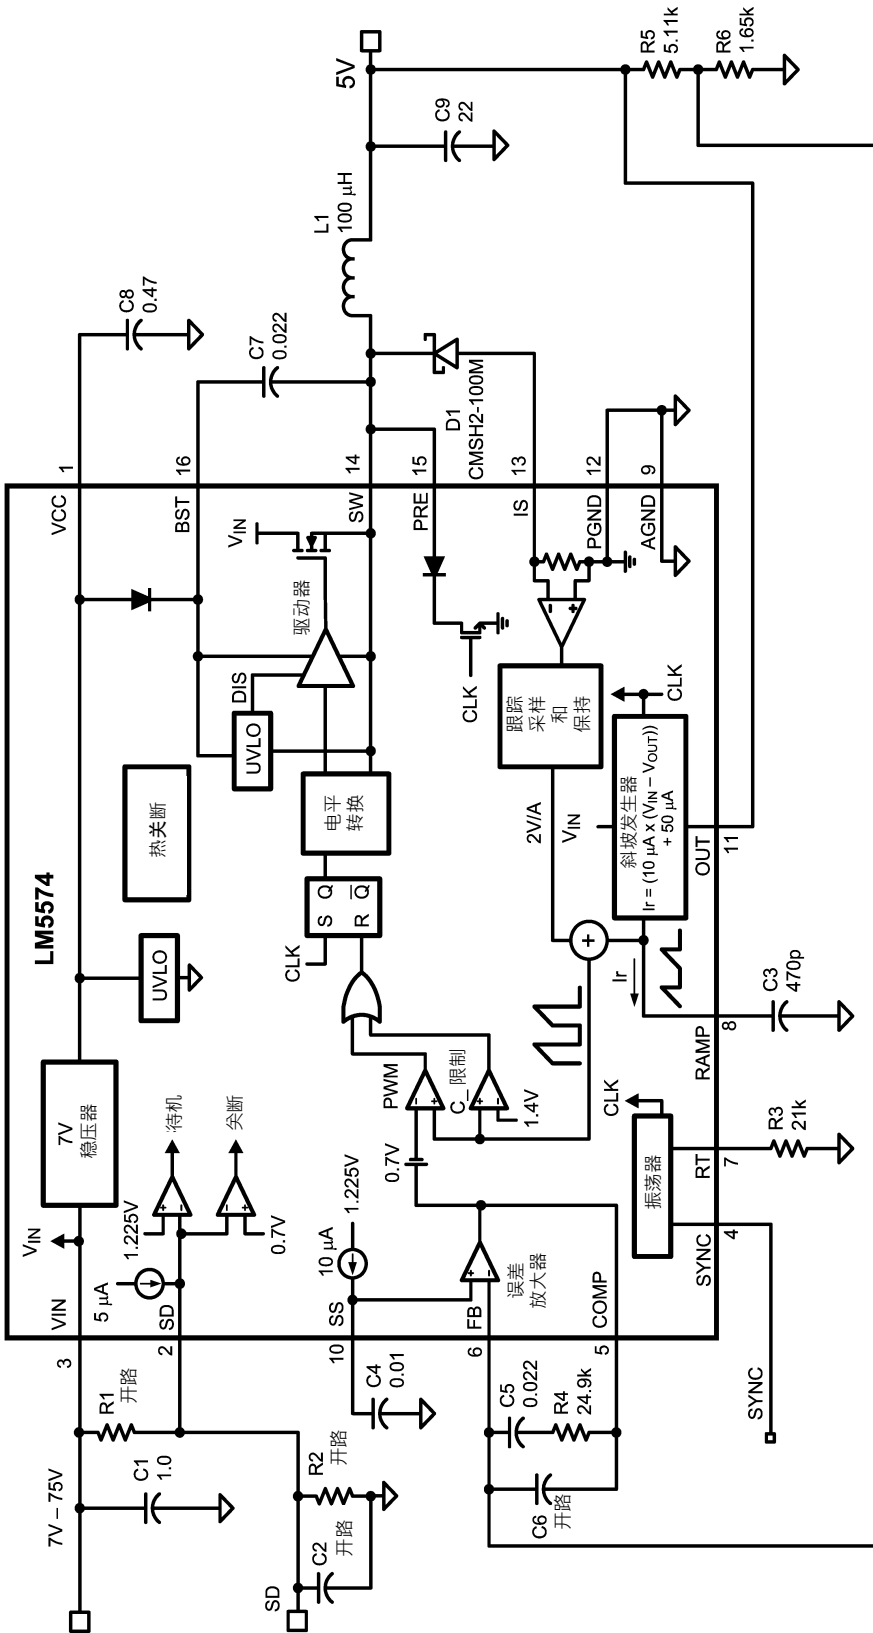 7V – 75V
C1
1.0
R1
开路
3
VIN
VIN
7V
稳压器
LM5574
UVLO
热关断
VCC
1
C8
0.47
SD
C2
开路
R2
开路
2
SD
5 µA
1.225V
待机
0.7V
关断
CLK
S Q
R Q
电平
转换
UVLO
DIS
驱动器
VIN
BST
16
C7
0.022
SW
14
L1
100 µH
5V
C9
22
R5
5.11k
R6
1.65k
C4
0.01
10
SS
10 µA
1.225V
PWM
0.7V
C_限制
1.4V
CLK
PRE
15
D1
CMSH2-100M
IS
13
PGND
12
AGND
9
C5
0.022
R4
24.9k
C6
开路
6
FB
误差
放大器
COMP
5
跟踪
采样
和
保持
2V/A
VIN
斜坡发生器
Ir = (10 µA x (VIN – VOUT))
+ 50 µA
CLK
OUT
11
Ir
RAMP
8
C3
470p
振荡器
CLK
RT
7
R3
21k
SYNC
4
SYNC